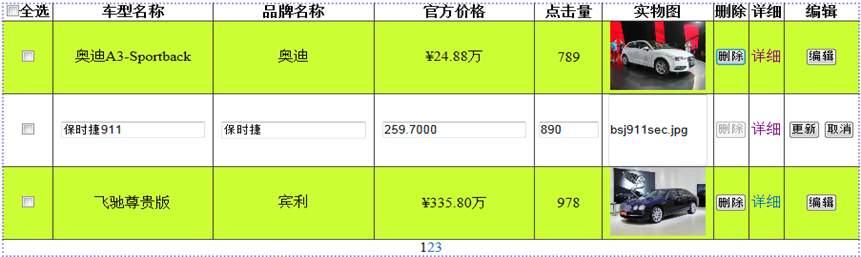 全选 车型名称 品牌名称 官方价格 点击量 实物图 删除 详细 编辑
奥迪A3-Sportback 奥迪 ¥24.88万 789 删除 详细 编辑
保时捷911 保时捷 259.7000 890 bsj911sec.jpg 删除 详细 更新 取消
飞驰尊贵版 宾利 ¥335.80万 978 删除 详细 编辑
123